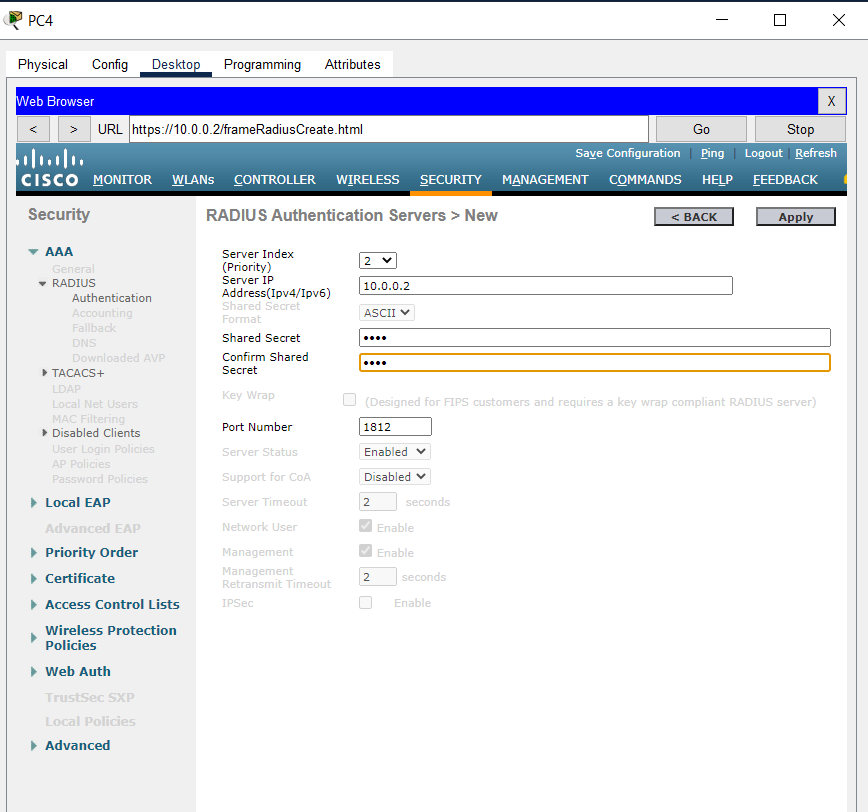 PC4
Physical Config Desktop Programming Attributes
Web Browser X
< > URL https://10.0.0.2/frameRadiusCreate.html Go Stop
Save Configuration | Ping | Logout | Refresh
CISCO MONITOR WLANs CONTROLLER WIRELESS SECURITY MANAGEMENT COMMANDS HELP FEEDBACK
Security
AAA
General
RADIUS
Authentication
Accounting
Fallback
DNS
Downloaded AVP
TACACS+
LDAP
Local Net Users
MAC Filtering
Disabled Clients
User Login Policies
AP Policies
Password Policies
Local EAP
Advanced EAP
Priority Order
Certificate
Access Control Lists
Wireless Protection
Policies
Web Auth
TrustSec SXP
Local Policies
Advanced
RADIUS Authentication Servers > New < BACK Apply
Server Index
(Priority) 2
Server IP
Address(Ipv4/Ipv6) 10.0.0.2
Shared Secret
Format ASCII
Shared Secret ••••
Confirm Shared
Secret ••••
Key Wrap (Designed for FIPS customers and requires a key wrap compliant RADIUS server)
Port Number 1812
Server Status Enabled
Support for CoA Disabled
Server Timeout 2 seconds
Network User Enable
Management Enable
Management
Retransmit Timeout 2 seconds
IPSec Enable